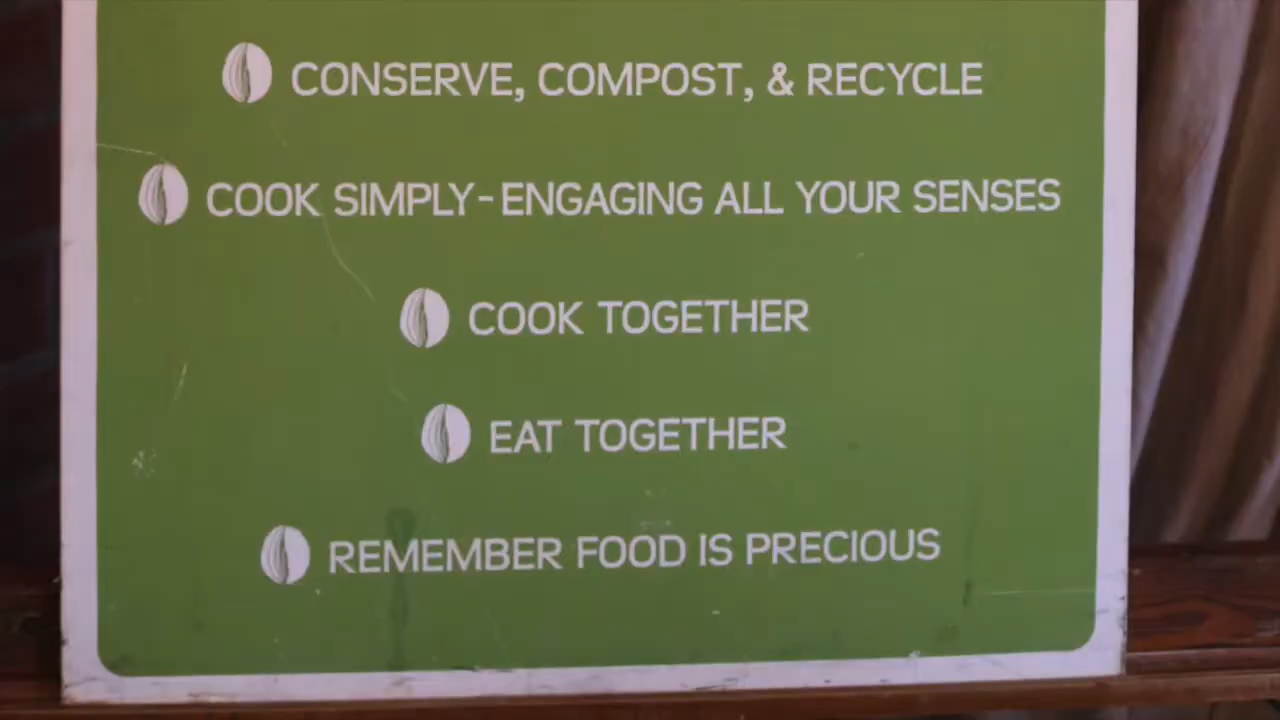 CONSERVE, COMPOST, & RECYCLE
COOK SIMPLY-ENGAGING ALL YOUR SENSES
COOK TOGETHER
EAT TOGETHER
REMEMBER FOOD IS PRECIOUS